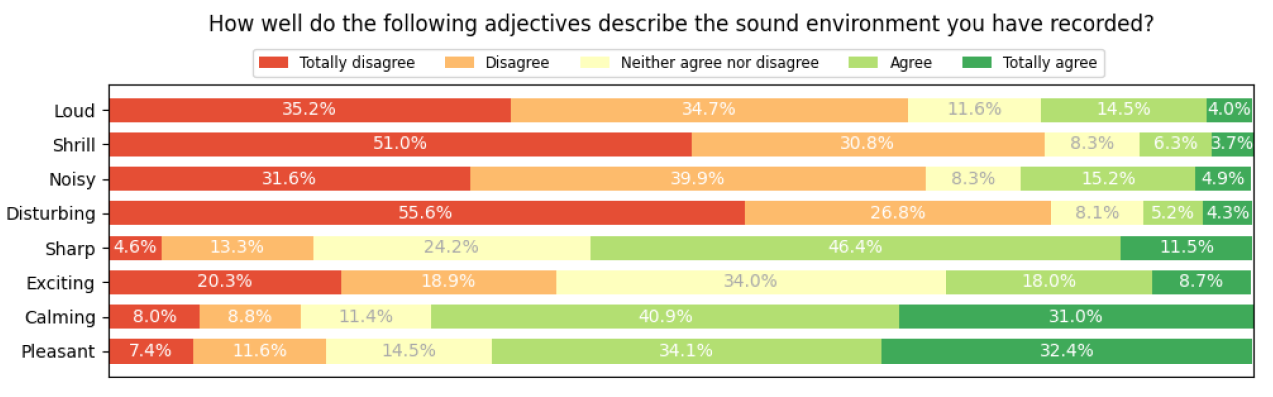 How well do the following adjectives describe the sound environment you have recorded?
Totally disagree Disagree Neither agree nor disagree Agree Totally agree
Loud 35.2% 34.7% 11.6% 14.5% 4.0%
Shrill 51.0% 30.8% 8.3% 6.3% 3.7%
Noisy 31.6% 39.9% 8.3% 15.2% 4.9%
Disturbing 55.6% 26.8% 8.1% 5.2% 4.3%
Sharp 4.6% 13.3% 24.2% 46.4% 11.5%
Exciting 20.3% 18.9% 34.0% 18.0% 8.7%
Calming 8.0% 8.8% 11.4% 40.9% 31.0%
Pleasant 7.4% 11.6% 14.5% 34.1% 32.4%